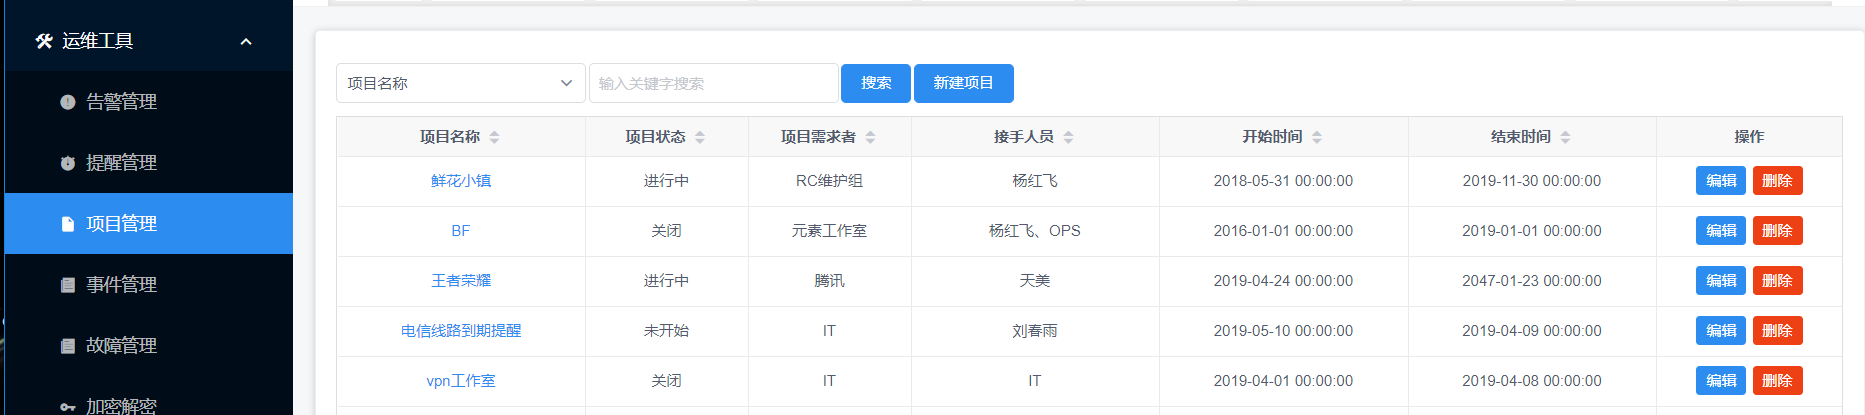 运维工具
告警管理
提醒管理
项目管理
事件管理
故障管理
加密解密
项目名称 输入关键字搜索 搜索 新建项目
项目名称 项目状态 项目需求者 接手人员 开始时间 结束时间 操作
鲜花小镇 进行中 RC维护组 杨红飞 2018-05-31 00:00:00 2019-11-30 00:00:00 编辑 删除
BF 关闭 元素工作室 杨红飞、OPS 2016-01-01 00:00:00 2019-01-01 00:00:00 编辑 删除
王者荣耀 进行中 腾讯 天美 2019-04-24 00:00:00 2047-01-23 00:00:00 编辑 删除
电信线路到期提醒 未开始 IT 刘春雨 2019-05-10 00:00:00 2019-04-09 00:00:00 编辑 删除
vpn工作室 关闭 IT IT 2019-04-01 00:00:00 2019-04-08 00:00:00 编辑 删除